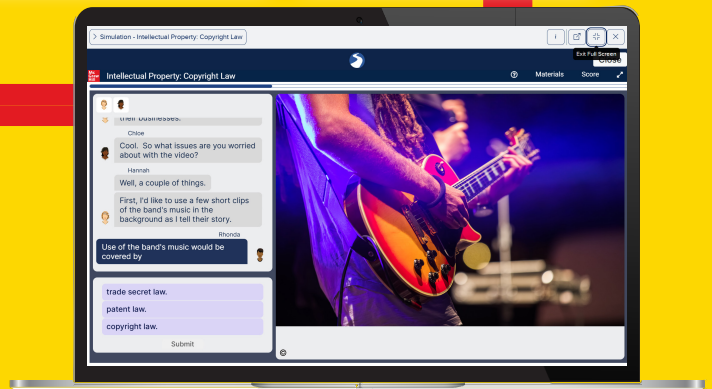 Simulation - Intellectual Property: Copyright Law
i
Exit Full Screen
Close
Mc
Graw
Hill
Intellectual Property: Copyright Law
Materials
Score
their businesses.
Chloe
Cool. So what issues are you worried
about with the video?
Hannah
Well, a couple of things.
First, I'd like to use a few short clips
of the band's music in the
background as I tell their story.
Rhonda
Use of the band's music would be
covered by
trade secret law.
patent law.
copyright law.
Submit
©